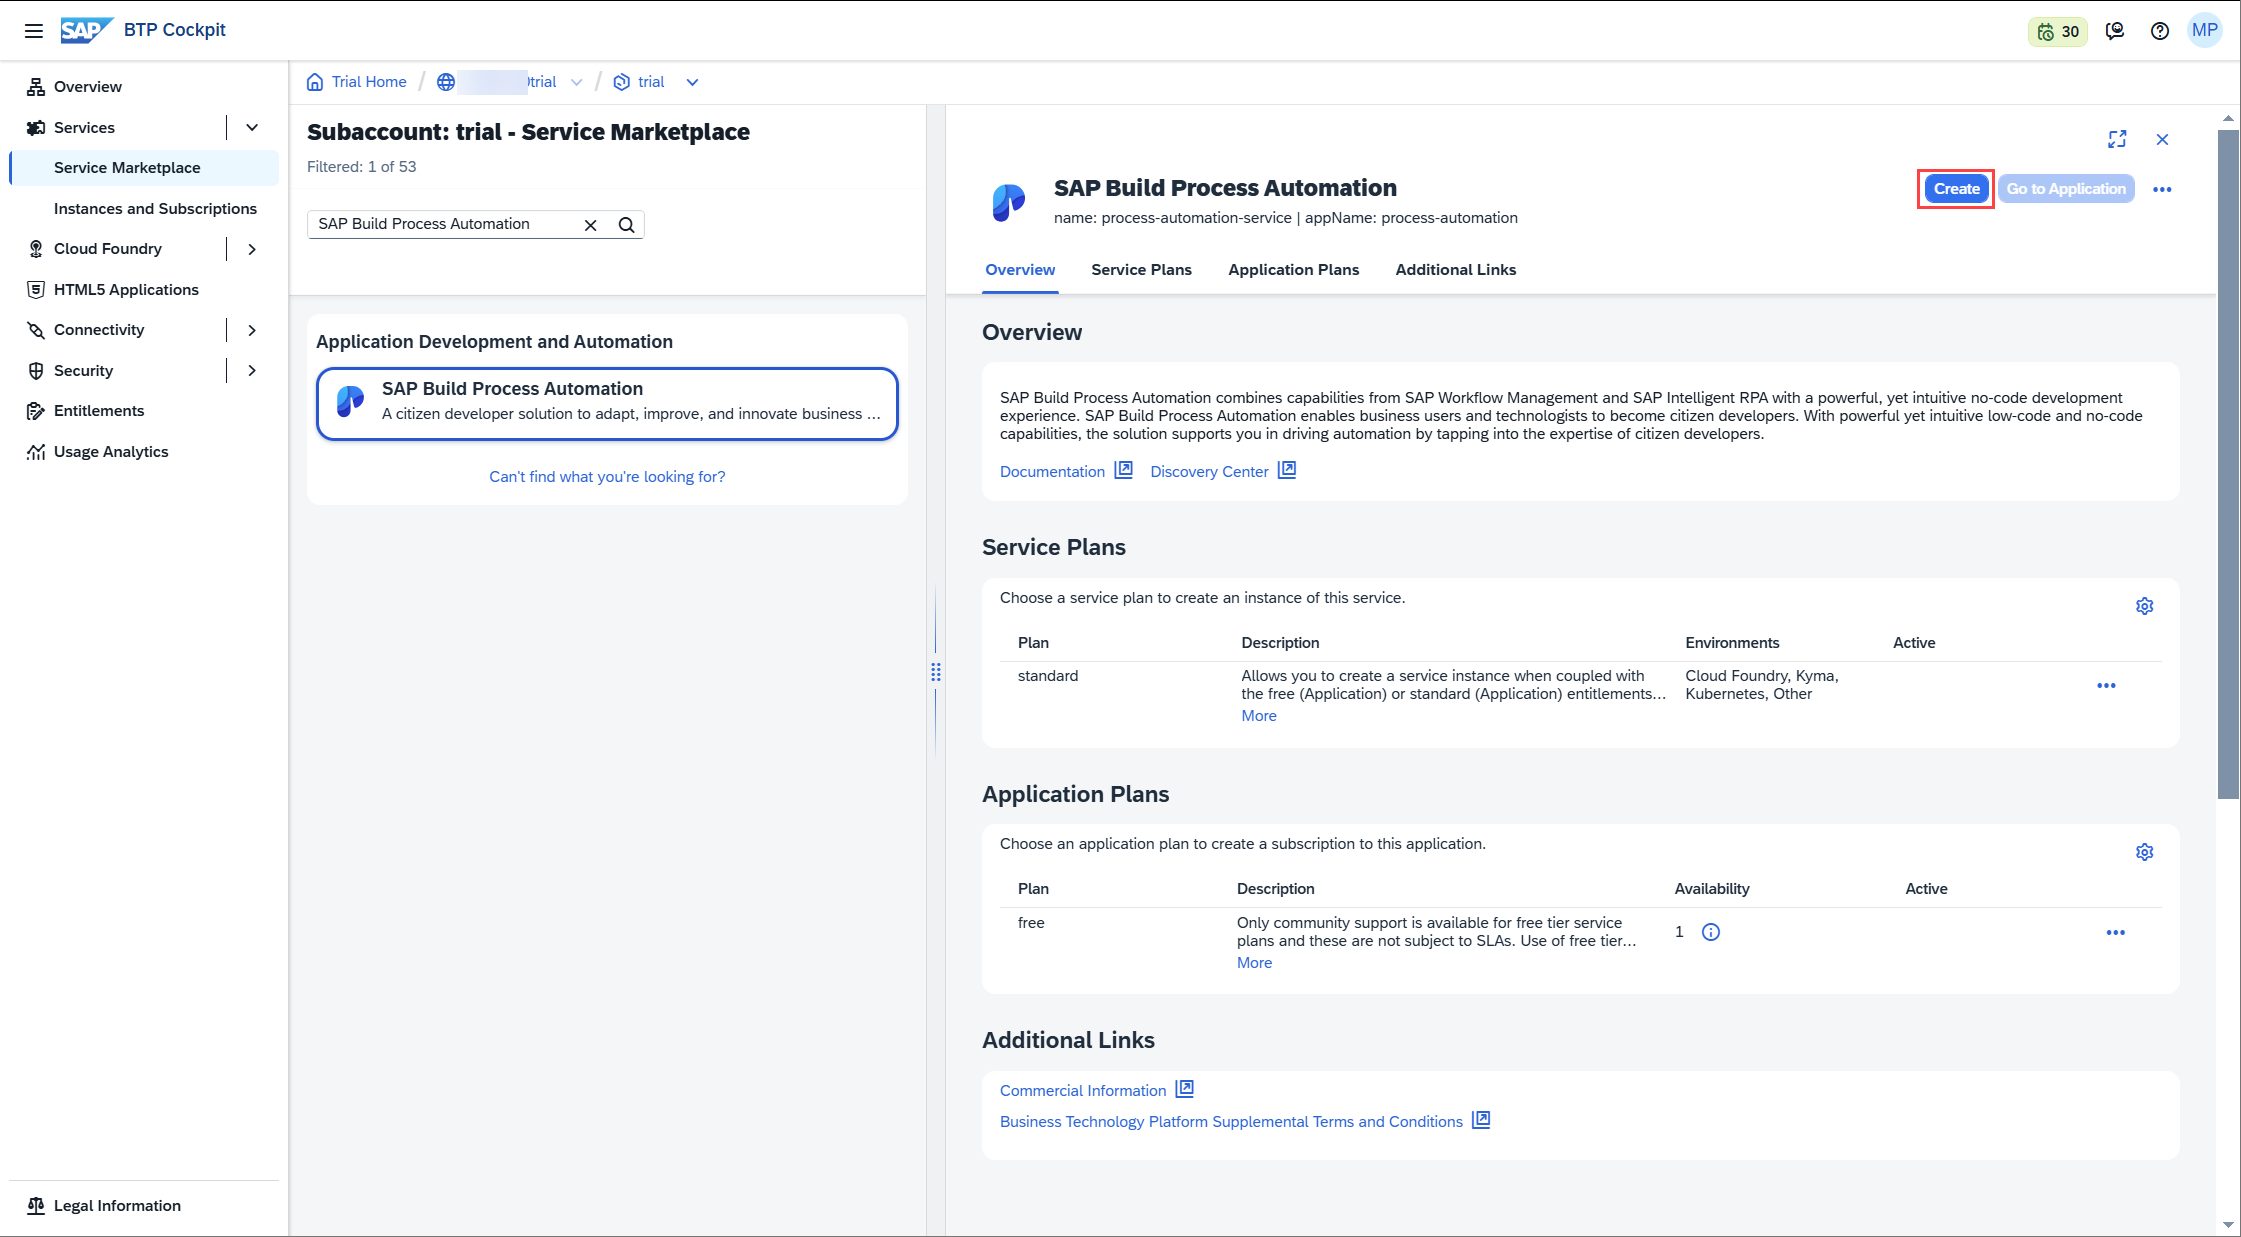 SAP BTP Cockpit
30
MP
Overview
Services
Service Marketplace
Instances and Subscriptions
Cloud Foundry
HTML5 Applications
Connectivity
Security
Entitlements
Usage Analytics
Legal Information
Trial Home / trial / trial
Subaccount: trial - Service Marketplace
Filtered: 1 of 53
SAP Build Process Automation
Application Development and Automation
SAP Build Process Automation
A citizen developer solution to adapt, improve, and innovate business ...
Can't find what you're looking for?
SAP Build Process Automation
name: process-automation-service | appName: process-automation
Create
Go to Application
Overview
Service Plans
Application Plans
Additional Links
Overview
SAP Build Process Automation combines capabilities from SAP Workflow Management and SAP Intelligent RPA with a powerful, yet intuitive no-code development
experience. SAP Build Process Automation enables business users and technologists to become citizen developers. With powerful yet intuitive low-code and no-code
capabilities, the solution supports you in driving automation by tapping into the expertise of citizen developers.
Documentation Discovery Center
Service Plans
Choose a service plan to create an instance of this service.
Plan Description Environments Active
standard Allows you to create a service instance when coupled with Cloud Foundry, Kyma,
the free (Application) or standard (Application) entitlements... Kubernetes, Other
More
Application Plans
Choose an application plan to create a subscription to this application.
Plan Description Availability Active
free Only community support is available for free tier service
plans and these are not subject to SLAs. Use of free tier... 1
More
Additional Links
Commercial Information
Business Technology Platform Supplemental Terms and Conditions